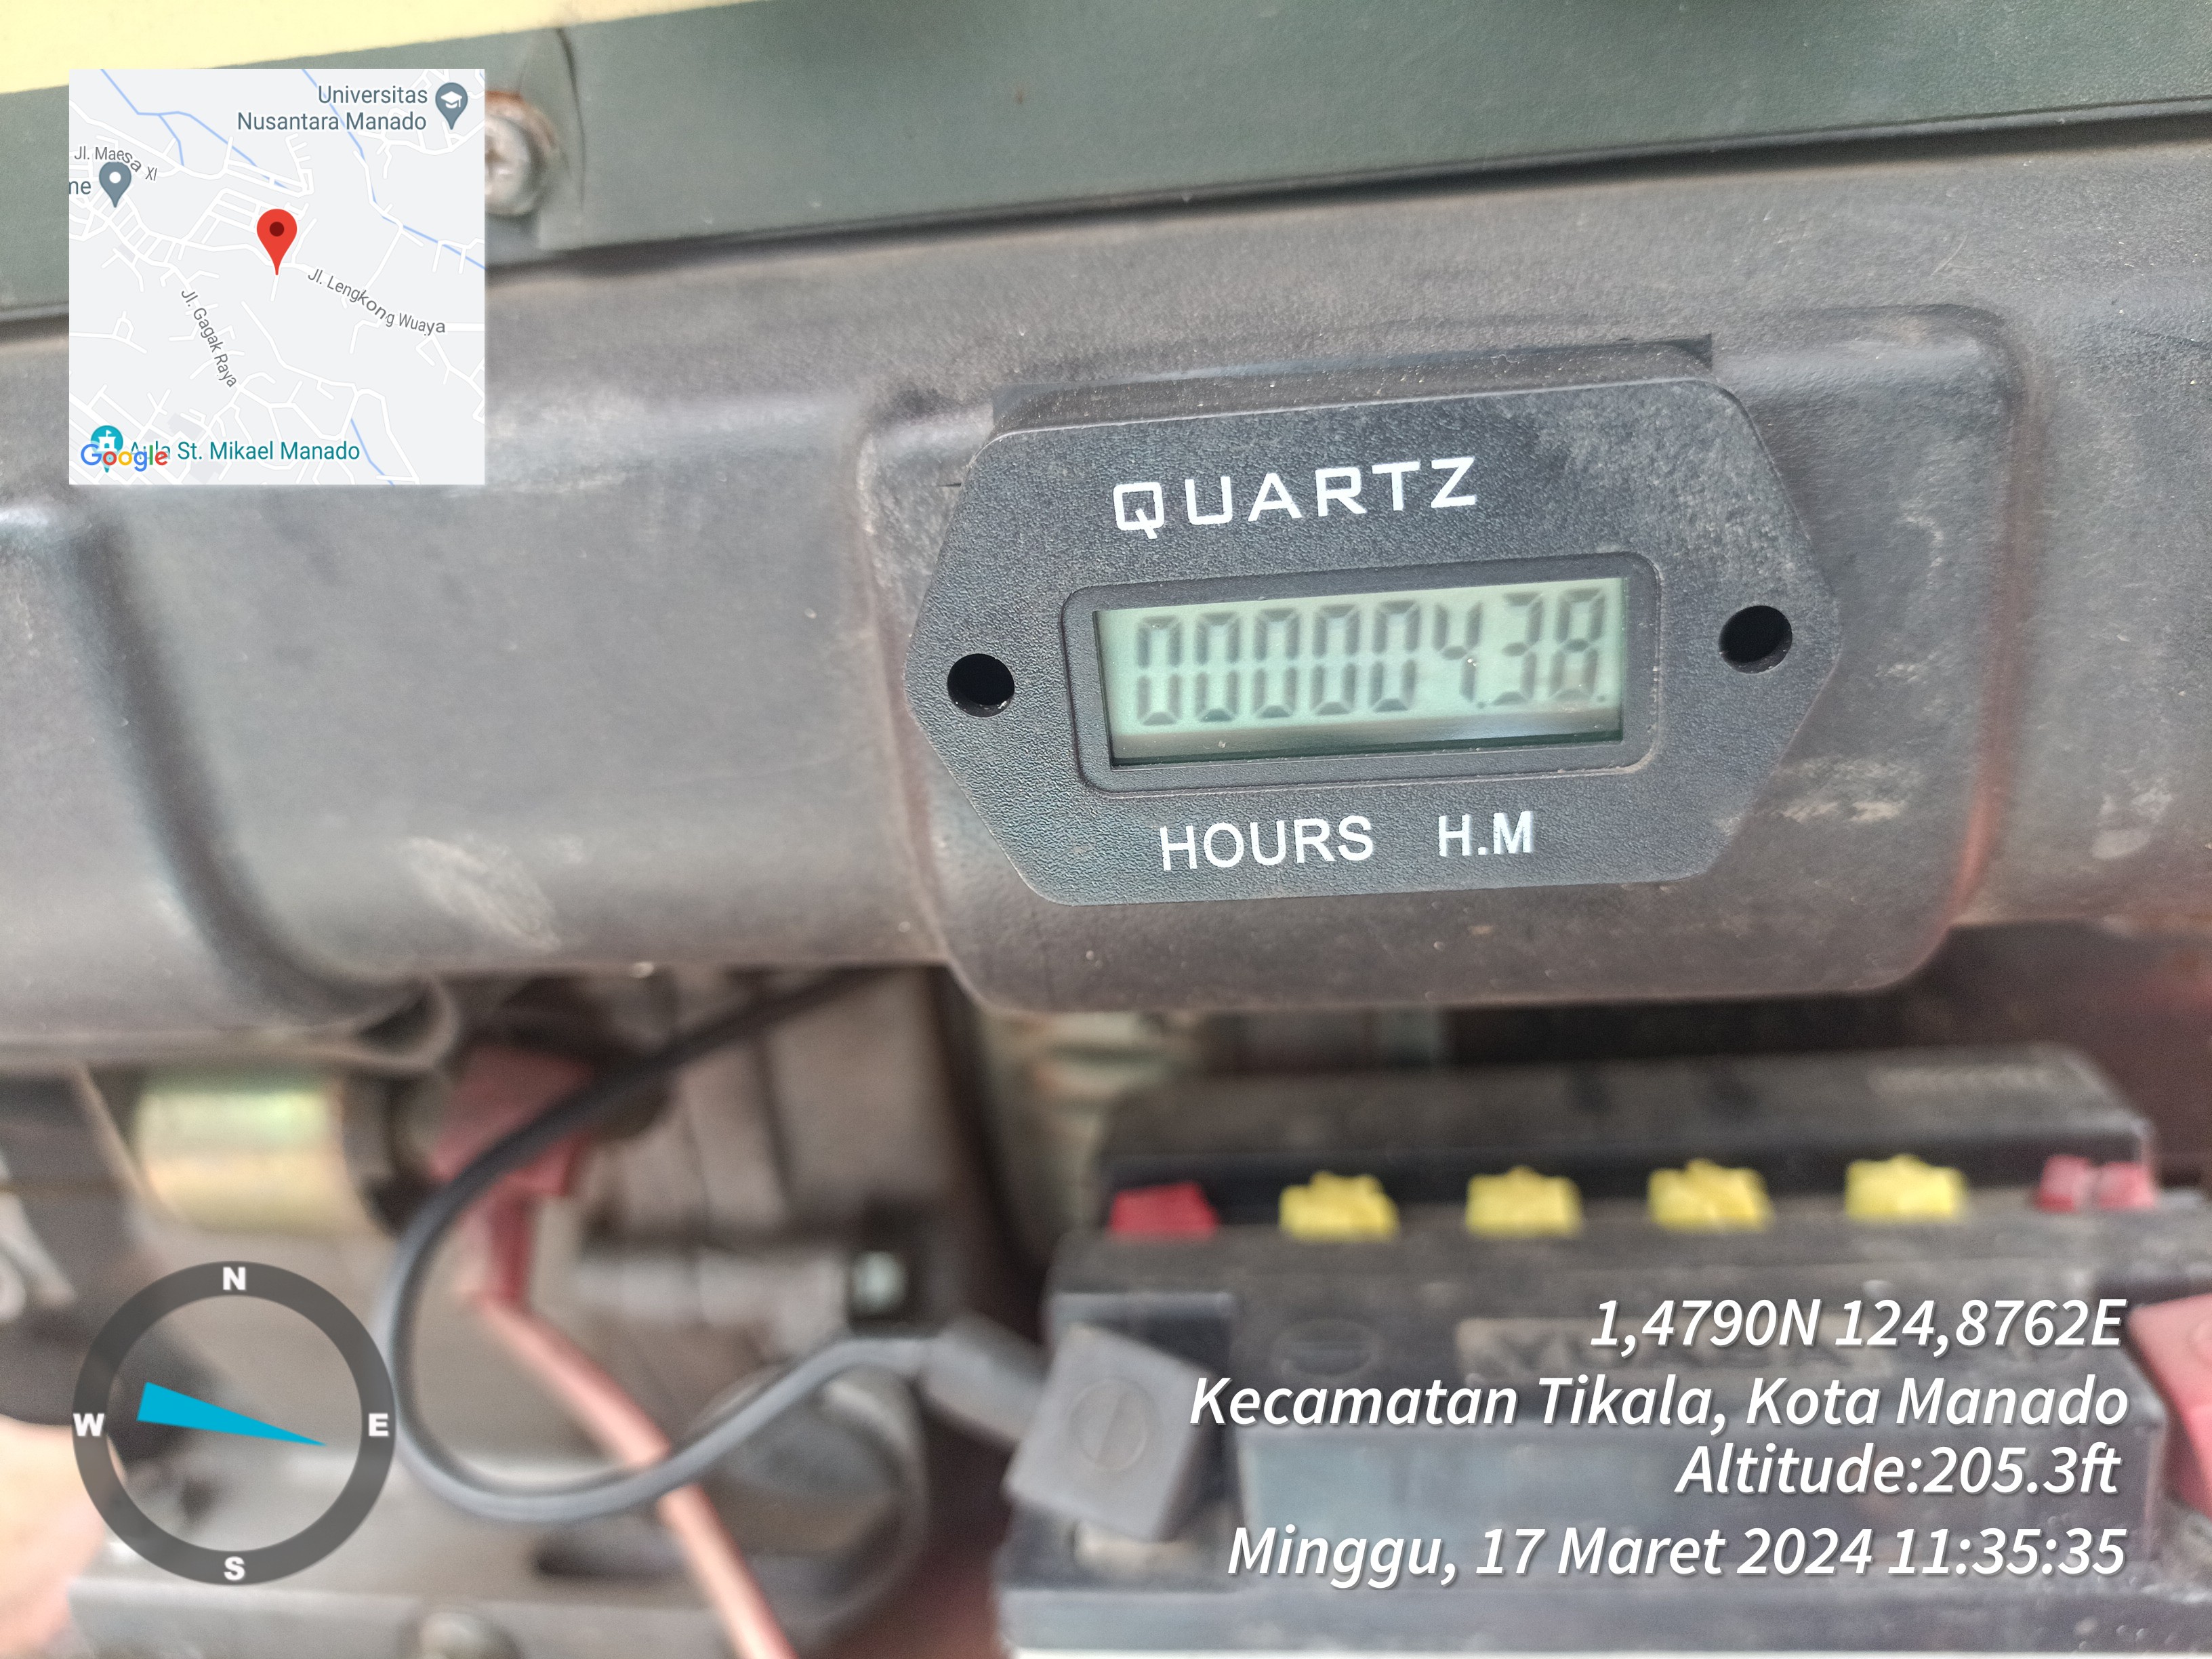 Universitas
Nusantara Manado
Jl. Maesa XI
me
Jl. Lengkong Wuaya
Jl. Gagak Raya
Aula St. Mikael Manado
Google
QUARTZ
000004.38.
HOURS H.M
N
W
E
S
1,4790N 124,8762E
Kecamatan Tikala, Kota Manado
Altitude:205.3ft
Minggu, 17 Maret 2024 11:35:35